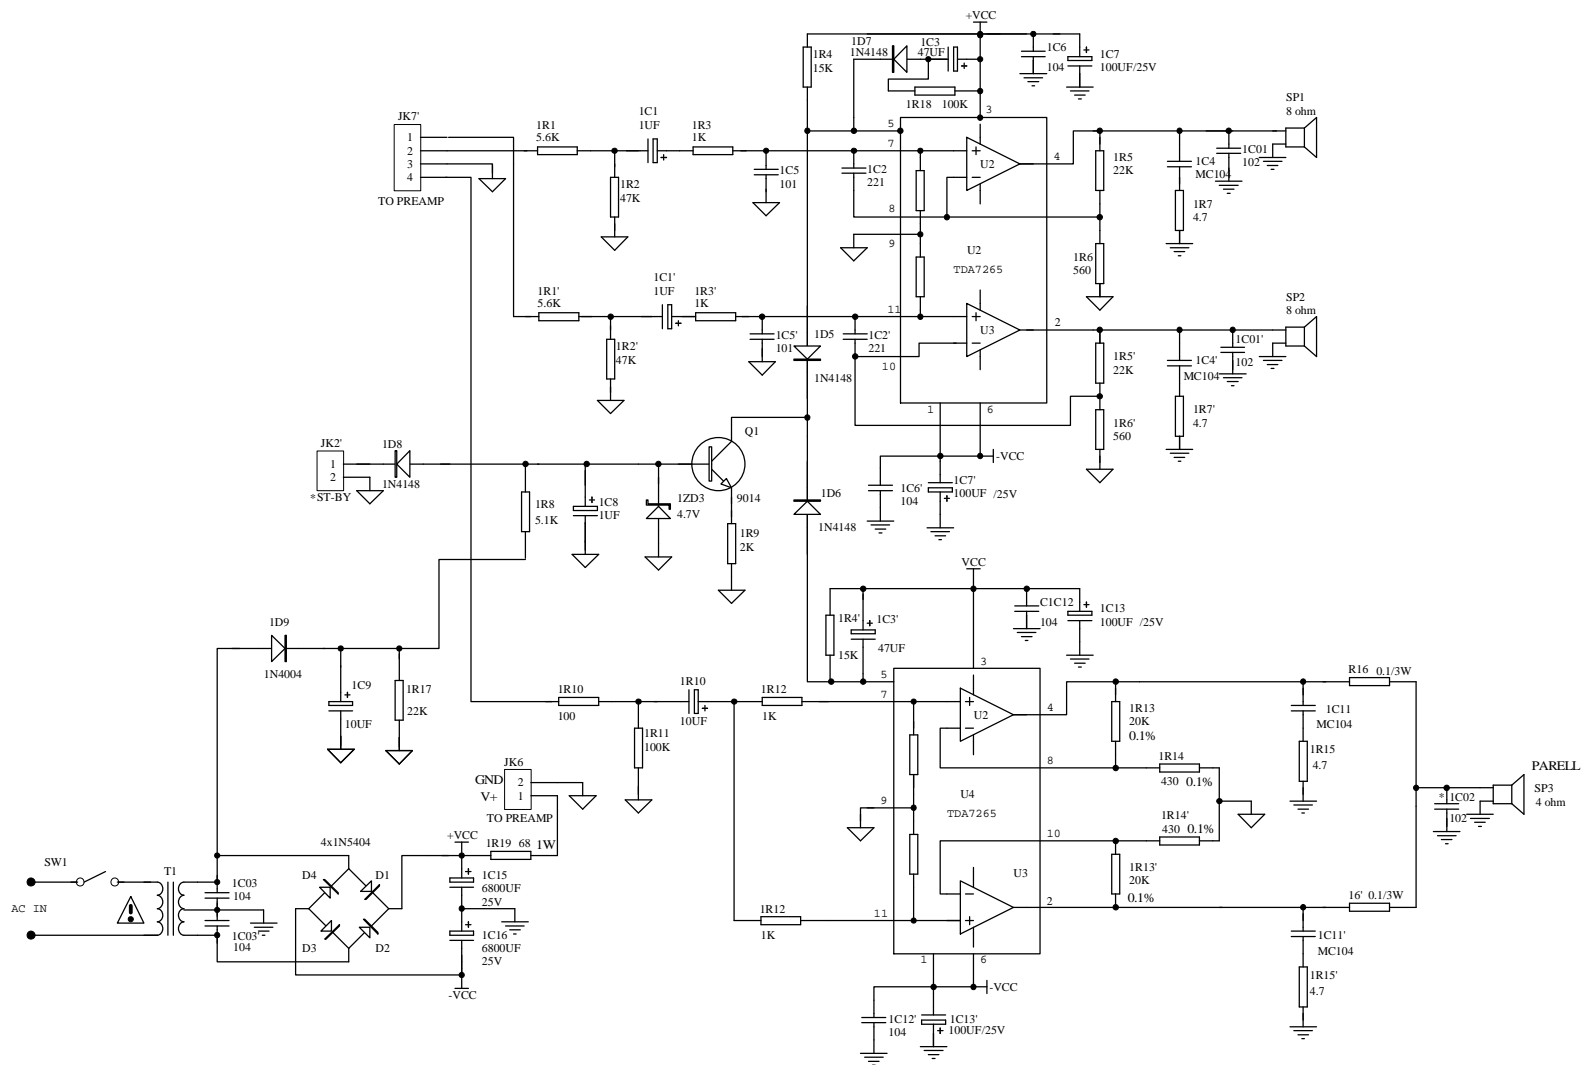 +VCC
1R4
15K
1D7
1N4148
1C3
47UF
1R18 100K
1C6
104
1C7
100UF/25V
3
5
JK7'
1
2
3
4
TO PREAMP
1R1
5.6K
1C1
1UF
1R3
1K
1R2
47K
1C5
101
1C2
221
7
8
9
U2
4
U2
TDA7265
1R5
22K
1R6
560
1C4
MC104
1R7
4.7
1C01
102
SP1
8 ohm
1R1'
5.6K
1C1'
1UF
1R3'
1K
1R2'
47K
1C5'
101
1D5
1N4148
1C2'
221
11
10
U3
2
1
6
1R5'
22K
1R6'
560
1C4'
MC104
1R7'
4.7
1C01'
102
SP2
8 ohm
-VCC
1C6'
104
1C7'
100UF /25V
JK2'
1
2
*ST-BY
1D8
1N4148
1R8
5.1K
1C8
1UF
1ZD3
4.7V
Q1
9014
1R9
2K
1D6
1N4148
VCC
1R4'
15K
1C3'
47UF
C1C12
104
1C13
100UF /25V
1D9
1N4004
1C9
10UF
1R17
22K
1R10
100
1R11
100K
1R10
10UF
1R12
1K
5
7
3
U2
4
8
9
U4
TDA7265
10
U3
2
11
1
6
1R12
1K
1R13
20K
0.1%
1R14
430 0.1%
1R14'
430 0.1%
1R13'
20K
0.1%
1C11
MC104
1R15
4.7
R16 0.1/3W
16' 0.1/3W
1C11'
MC104
1R15'
4.7
PARELL
SP3
4 ohm
*1C02
102
JK6
GND
V+
2
1
TO PREAMP
1R19 68 1W
+VCC
4x1N5404
D4
D1
D3
D2
1C15
6800UF
25V
1C16
6800UF
25V
-VCC
SW1
AC IN
T1
1C03
104
1C03'
104
-VCC
1C12'
104
1C13'
100UF/25V